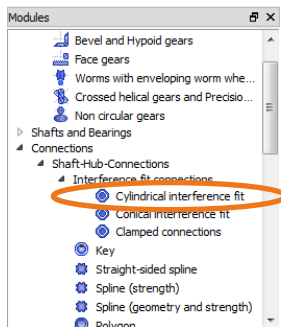 Modules
Bevel and Hypoid gears
Face gears
Worms with enveloping worm whe...
Crossed helical gears and Precisio...
Non circular gears
Shafts and Bearings
Connections
Shaft-Hub-Connections
Interference fit connections
Cylindrical interference fit
Conical interference fit
Clamped connections
Key
Straight-sided spline
Spline (strength)
Spline (geometry and strength)
Polygon